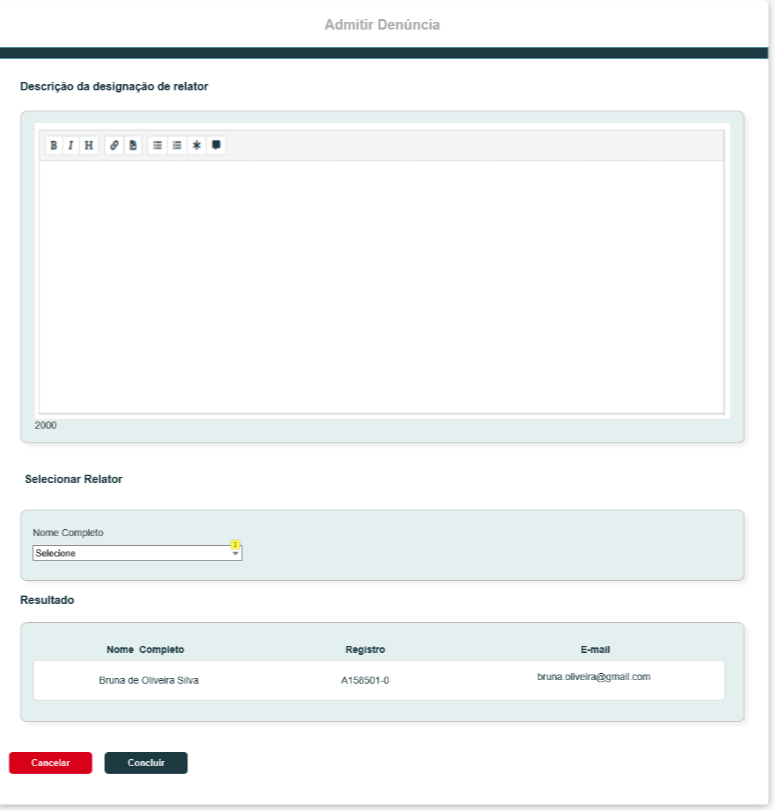 Admitir Denúncia
Descrição da designação de relator
B I H
2000
Selecionar Relator
Nome Completo
1
Selecione
Resultado
Nome Completo Registro E-mail
Bruna de Oliveira Silva A158501-0 bruna.oliveira@gmail.com
Cancelar Concluir